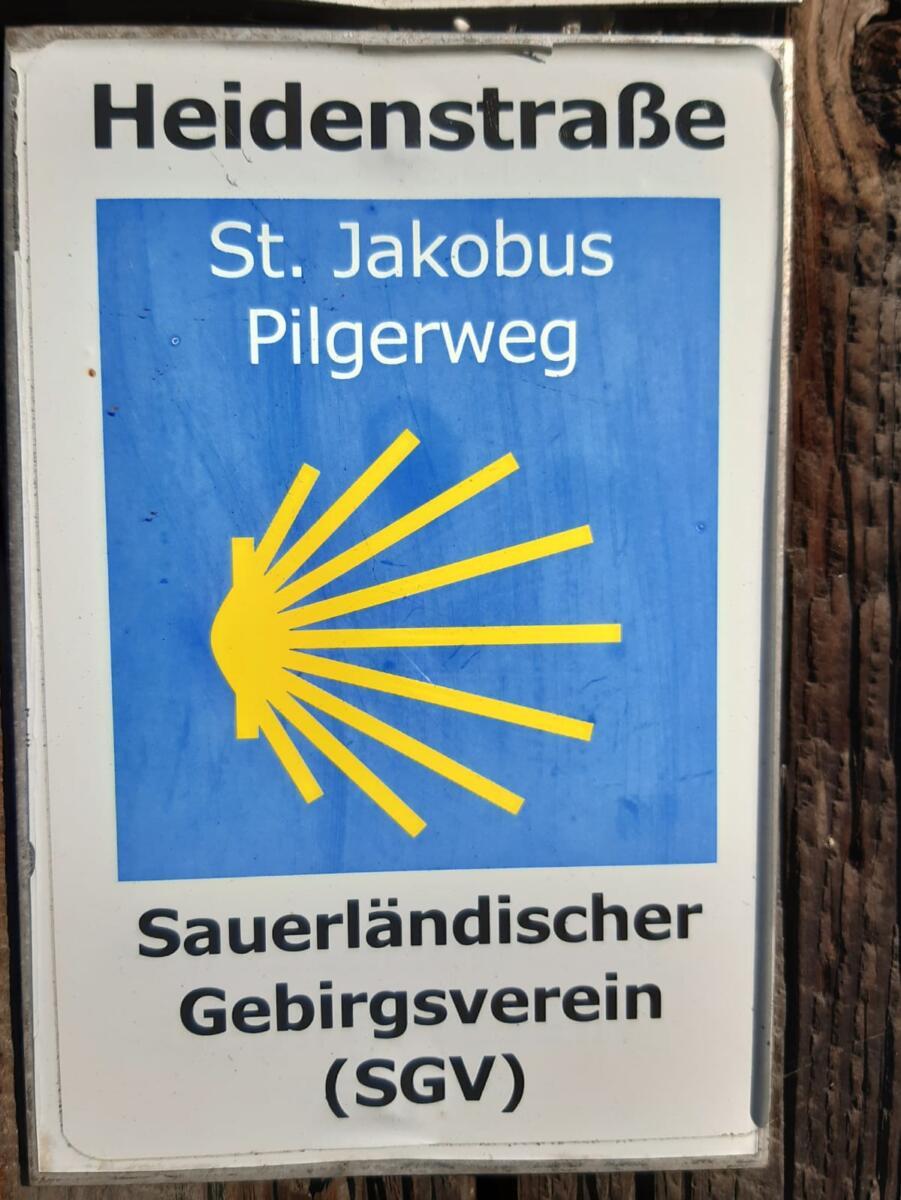 Heidenstraße
St. Jakobus
Pilgerweg
Sauerländischer
Gebirgsverein
(SGV)